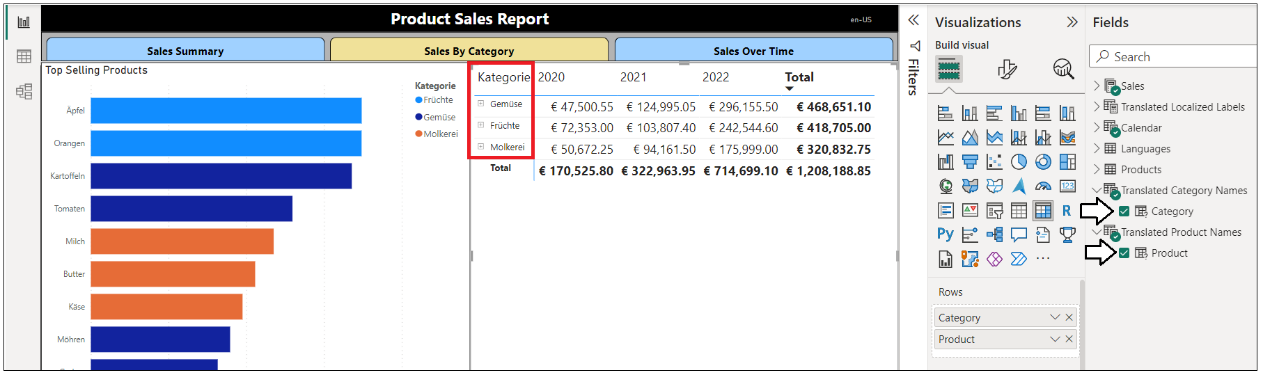 Product Sales Report
en-US
Sales Summary
Sales By Category
Sales Over Time
Top Selling Products
Kategorie
Früchte
Gemüse
Molkerei
Äpfel
Orangen
Kartoffeln
Tomaten
Milch
Butter
Käse
Möhren
Kategorie 2020 2021 2022 Total
Gemüse € 47,500.55 € 124,995.05 € 296,155.50 € 468,651.10
Früchte € 72,353.00 € 103,807.40 € 242,544.60 € 418,705.00
Molkerei € 50,672.25 € 94,161.50 € 175,999.00 € 320,832.75
Total € 170,525.80 € 322,963.95 € 714,699.10 € 1,208,188.85
Filters
Visualizations
Build visual
123
R
Py
Rows
Category
Product
Fields
Search
Sales
Translated Localized Labels
Calendar
Languages
Products
Translated Category Names
Category
Translated Product Names
Product